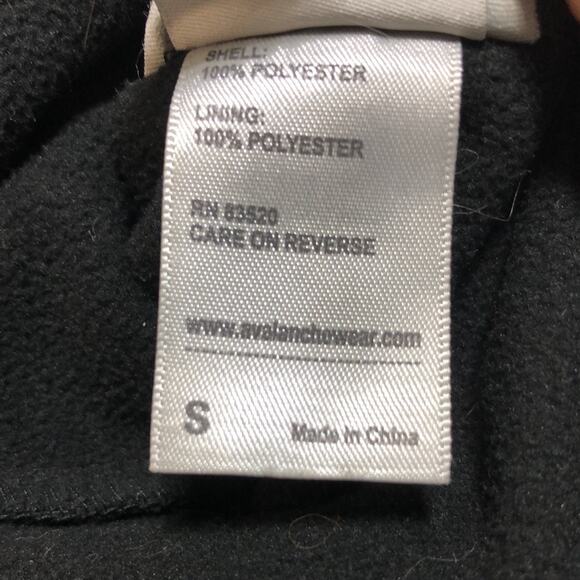 SHELL:
100% POLYESTER
LINING:
100% POLYESTER
RN 83520
CARE ON REVERSE
www.avalanchewear.com
S
Made in China